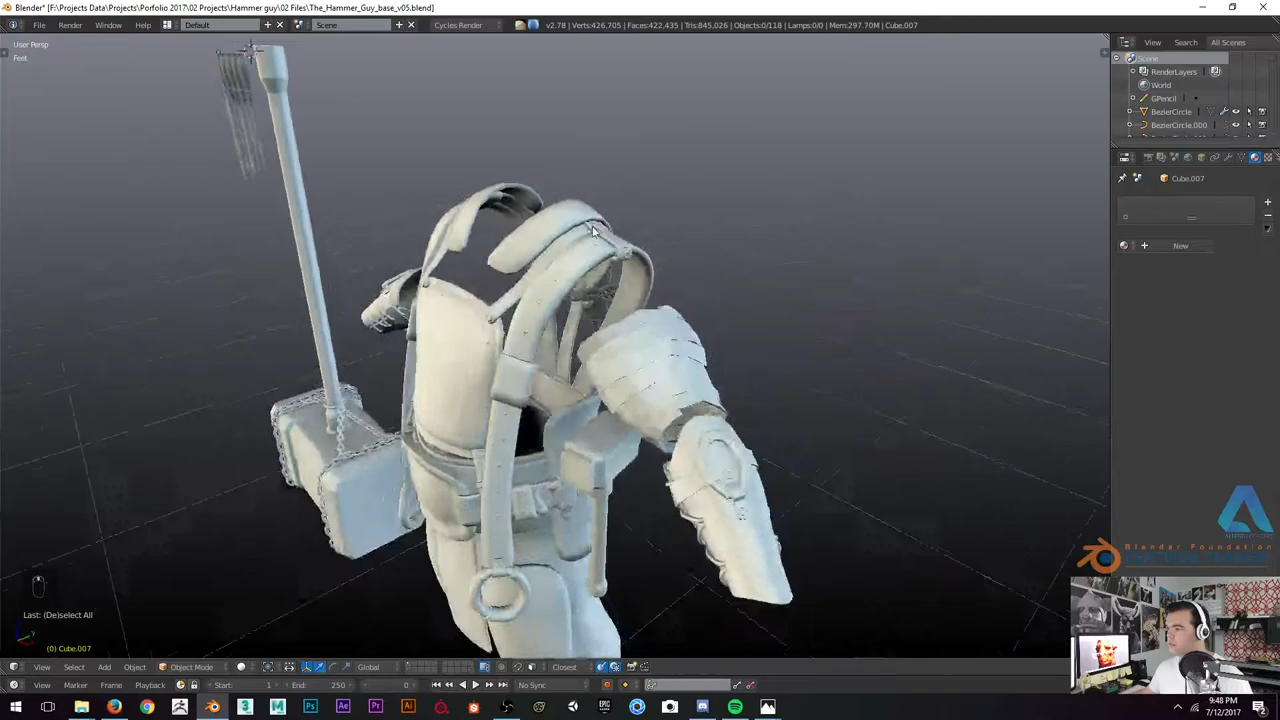 Blender* [F:\Projects Data\Projects\Porfolio 2017\02 Projects\Hammer guy\02 Files\The_Hammer_Guy_base_v05.blend]
File Render Window Help Default Scene Cycles Render v2.78 | Verts:426,705 | Faces:422,435 | Tris:845,026 | Objects:0/118 | Lamps:0/0 | Mem:297.70M | Cube.007
User Persp
Feet
View Search All Scenes
Scene
RenderLayers
World
GPencil
BezierCircle
BezierCircle.000
Cube.007
New
Blender Foundation
Last: (De)select All
(0) Cube.007
View Select Add Object Object Mode Global Closest
View Marker Frame Playback Start: 1 End: 250 0 No Sync
9:48 PM
7/12/2017